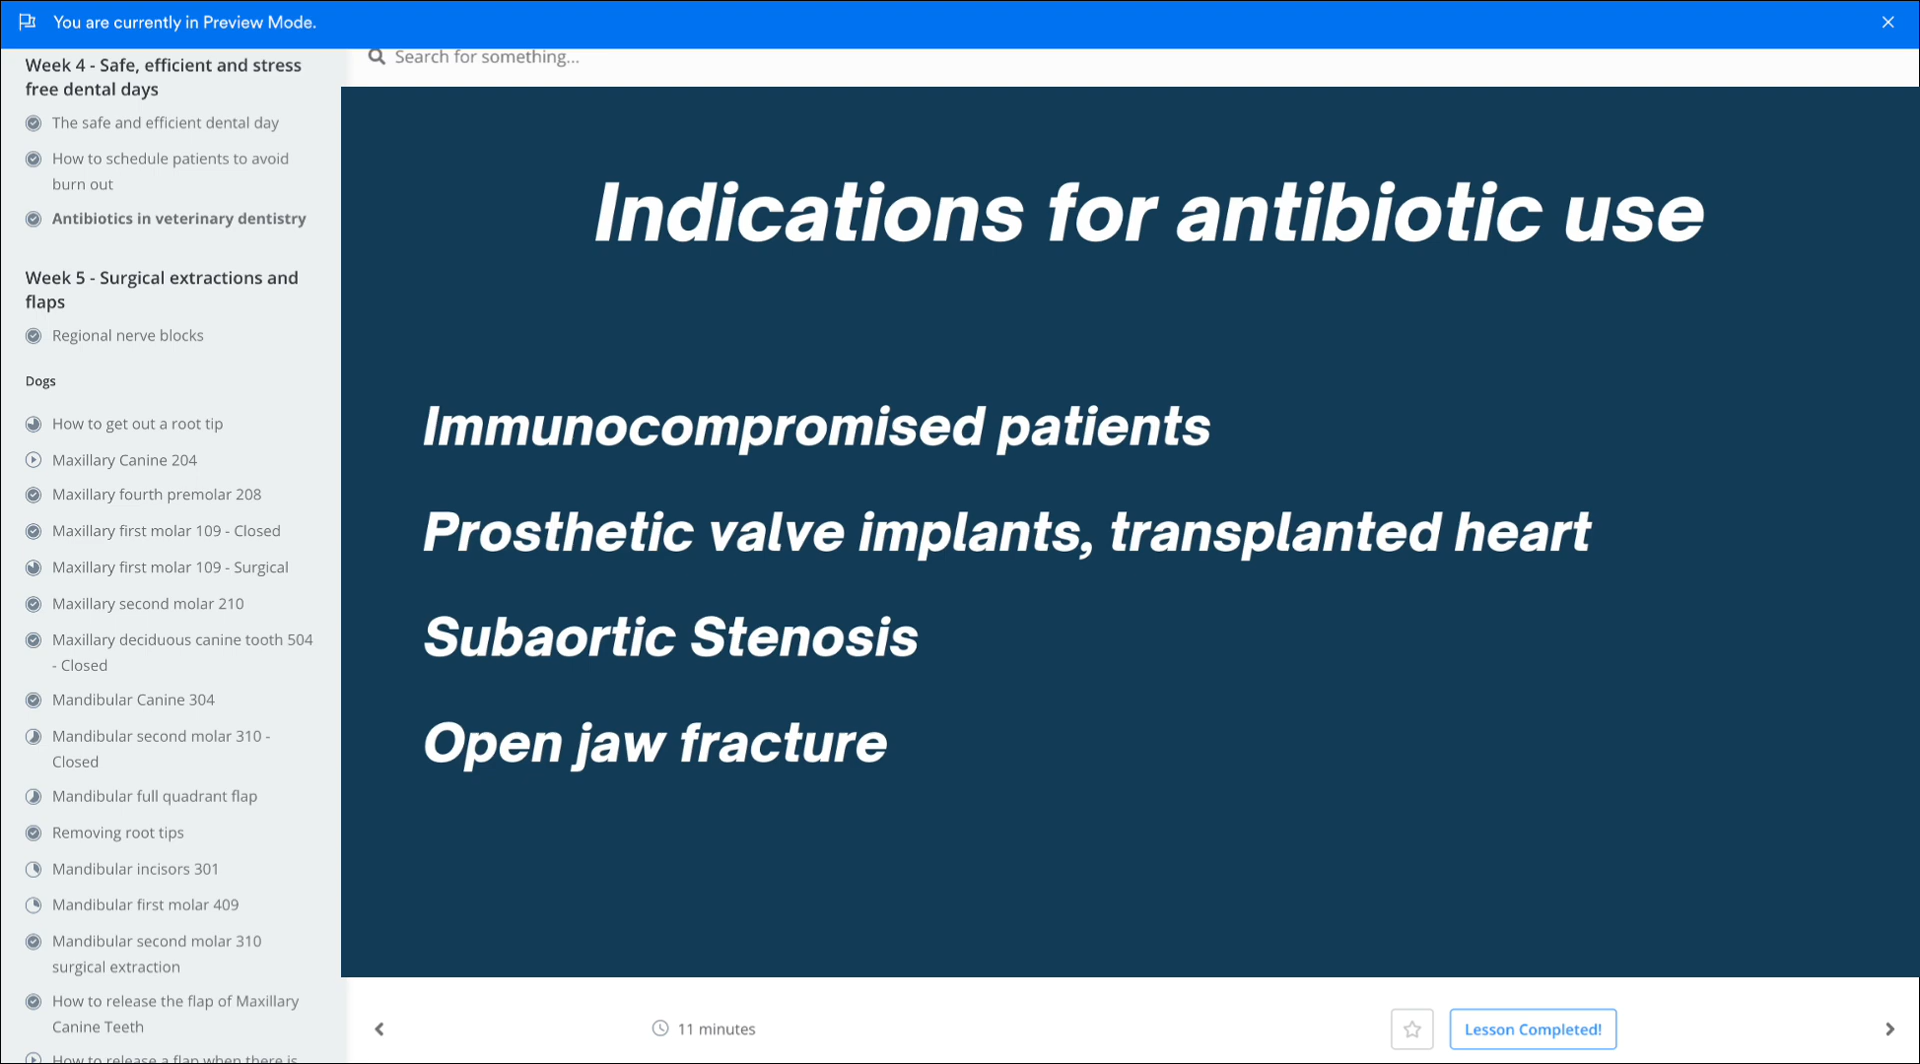 You are currently in Preview Mode.
Search for something...
Week 4 - Safe, efficient and stress
free dental days
The safe and efficient dental day
How to schedule patients to avoid
burn out
Antibiotics in veterinary dentistry
Week 5 - Surgical extractions and
flaps
Regional nerve blocks
Dogs
How to get out a root tip
Maxillary Canine 204
Maxillary fourth premolar 208
Maxillary first molar 109 - Closed
Maxillary first molar 109 - Surgical
Maxillary second molar 210
Maxillary deciduous canine tooth 504
- Closed
Mandibular Canine 304
Mandibular second molar 310 -
Closed
Mandibular full quadrant flap
Removing root tips
Mandibular incisors 301
Mandibular first molar 409
Mandibular second molar 310
surgical extraction
How to release the flap of Maxillary
Canine Teeth
How to release a flap when there is
Indications for antibiotic use
Immunocompromised patients
Prosthetic valve implants, transplanted heart
Subaortic Stenosis
Open jaw fracture
11 minutes
Lesson Completed!